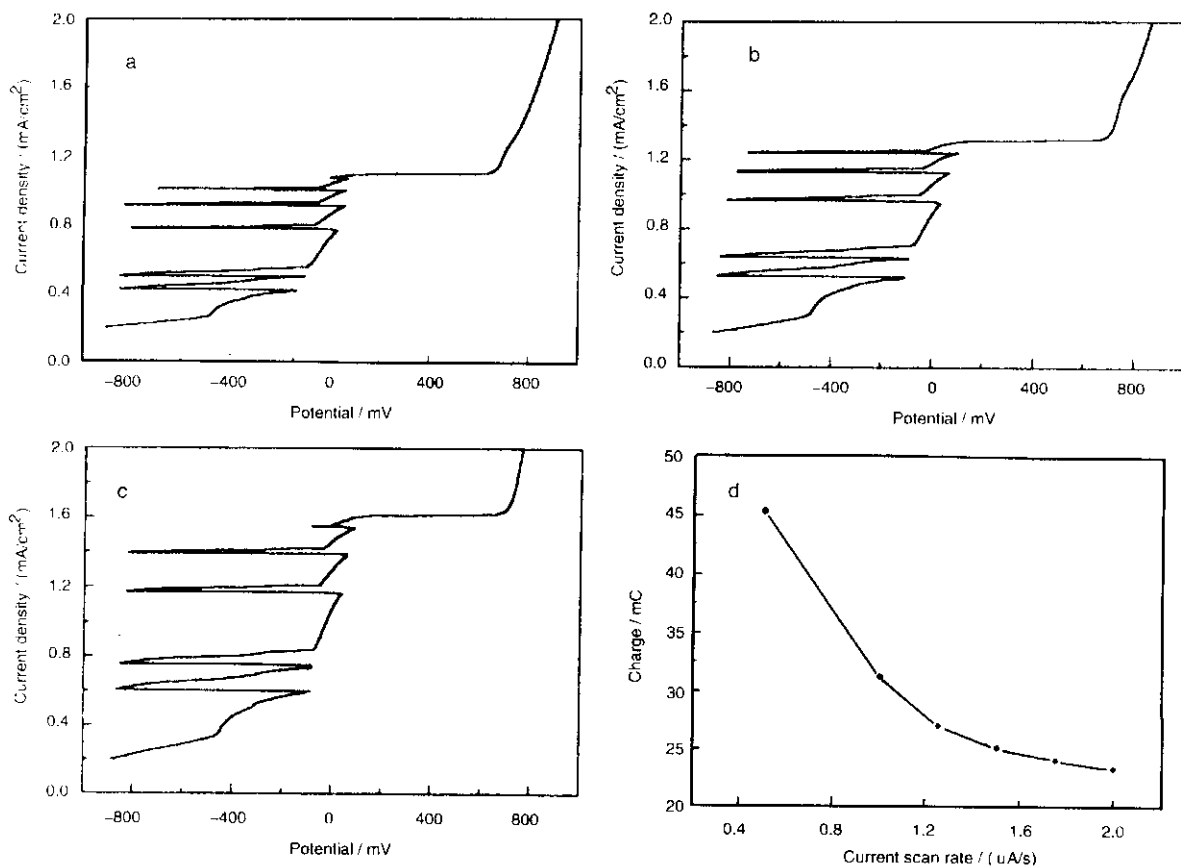 a
2.0
1.6
1.2
0.8
0.4
0.0
Current density / (mA/cm²)
-800 -400 0 400 800
Potential / mV
b
2.0
1.6
1.2
0.8
0.4
0.0
Current density / (mA/cm²)
-800 -400 0 400 800
Potential / mV
c
2.0
1.6
1.2
0.8
0.4
0.0
Current density / (mA/cm²)
-800 -400 0 400 800
Potential / mV
d
50
45
40
35
30
25
20
Charge / mC
0.4 0.8 1.2 1.6 2.0
Current scan rate / (uA/s)